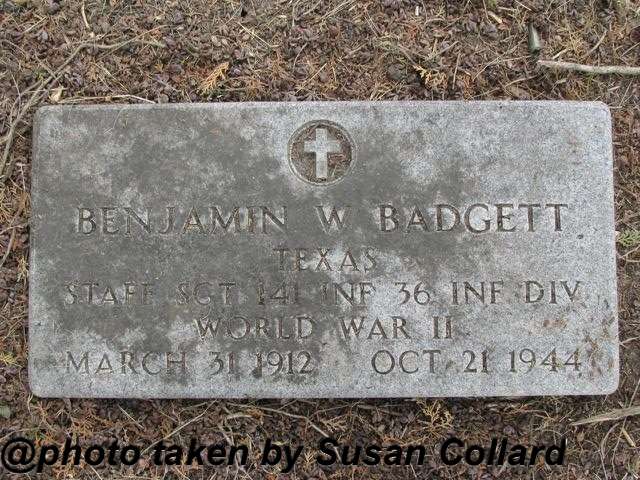 BENJAMIN W BADGETT
TEXAS
STAFF SGT 141 INF 36 INF DIV
WORLD WAR II
MARCH 31 1912 OCT 21 1944
@photo taken by Susan Collard